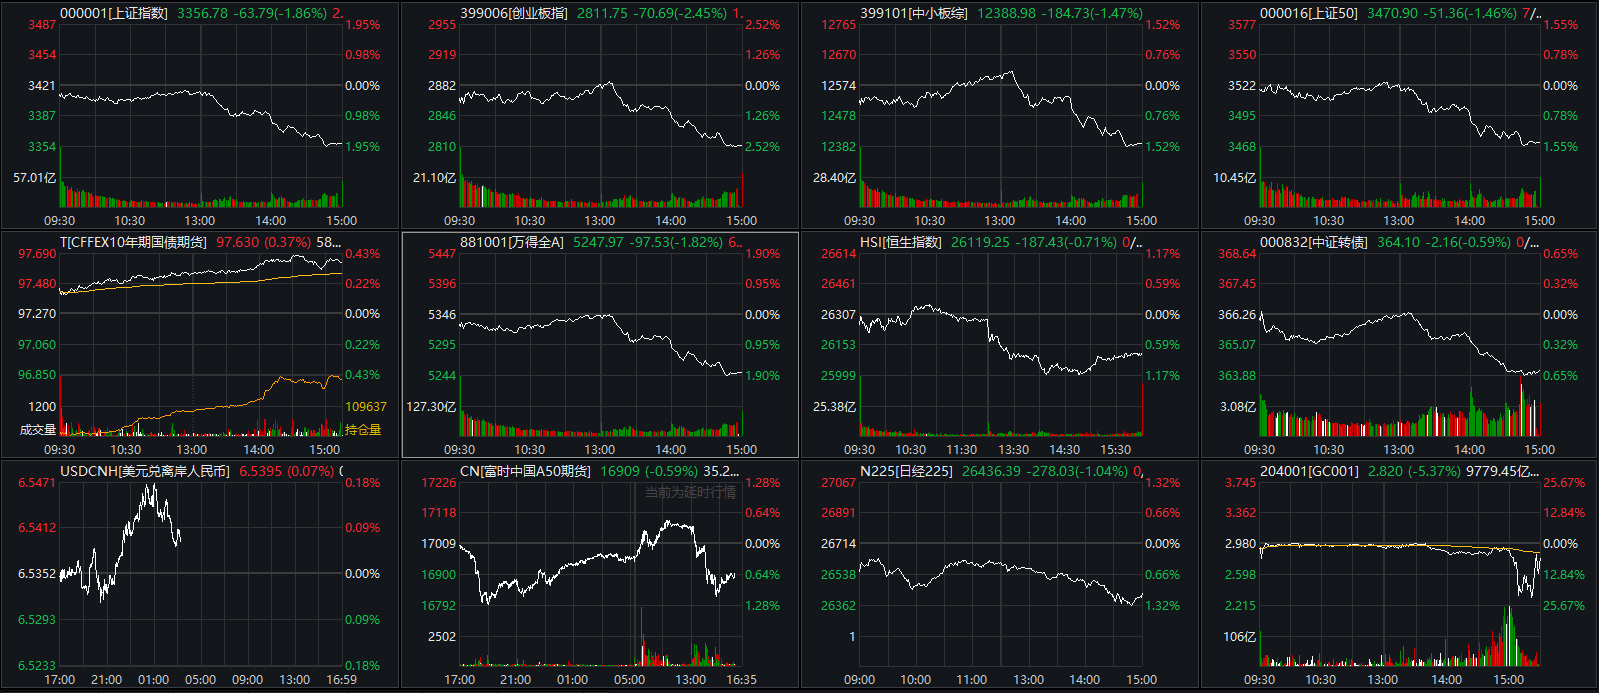 000001[上证指数] 3356.78 -63.79(-1.86%) 2.
3487 1.95%
3454 0.98%
3421 0.00%
3387 0.98%
3354 1.95%
57.01亿
09:30 10:30 13:00 14:00 15:00
399006[创业板指] 2811.75 -70.69(-2.45%) 1.
2955 2.52%
2919 1.26%
2882 0.00%
2846 1.26%
2810 2.52%
21.10亿
09:30 10:30 13:00 14:00 15:00
399101[中小板综] 12388.98 -184.73(-1.47%)
12765 1.52%
12670 0.76%
12574 0.00%
12478 0.76%
12382 1.52%
28.40亿
09:30 10:30 13:00 14:00 15:00
000016[上证50] 3470.90 -51.36(-1.46%) 7/..
3577 1.55%
3550 0.78%
3522 0.00%
3495 0.78%
3468 1.55%
10.45亿
09:30 10:30 13:00 14:00 15:00
T[CFFEX10年期国债期货] 97.630 (0.37%) 58...
97.690 0.43%
97.480 0.22%
97.270 0.00%
97.060 0.22%
96.850 0.43%
1200 109637
成交量 持仓量
09:30 10:30 13:00 14:00 15:00
881001[万得全A] 5247.97 -97.53(-1.82%) 6..
5447 1.90%
5396 0.95%
5346 0.00%
5295 0.95%
5244 1.90%
127.30亿
09:30 10:30 13:00 14:00 15:00
HSI[恒生指数] 26119.25 -187.43(-0.71%) 0/..
26614 1.17%
26461 0.59%
26307 0.00%
26153 0.59%
25999 1.17%
25.38亿
09:30 10:30 11:30 13:30 14:30 15:30
000832[中证转债] 364.10 -2.16(-0.59%) 0/...
368.64 0.65%
367.45 0.32%
366.26 0.00%
365.07 0.32%
363.88 0.65%
3.08亿
09:30 10:30 13:00 14:00 15:00
USDCNH[美元兑离岸人民币] 6.5395 (0.07%)
6.5471 0.18%
6.5412 0.09%
6.5352 0.00%
6.5293 0.09%
6.5233 0.18%
17:00 21:00 01:00 05:00 09:00 13:00 16:59
CN[富时中国A50期货] 16909 (-0.59%) 35.2...
当前为延时行情
17226 1.28%
17118 0.64%
17009 0.00%
16900 0.64%
16792 1.28%
2502
17:00 21:00 01:00 05:00 13:00 16:35
N225[日经225] 26436.39 -278.03(-1.04%) 0,
27067 1.32%
26891 0.66%
26714 0.00%
26538 0.66%
26362 1.32%
1
09:00 10:00 11:00 13:00 14:00 15:00
204001[GC001] 2.820 (-5.37%) 9779.45亿...
3.745 25.67%
3.362 12.84%
2.980 0.00%
2.598 12.84%
2.215 25.67%
106亿
09:30 10:30 13:00 14:00 15:00